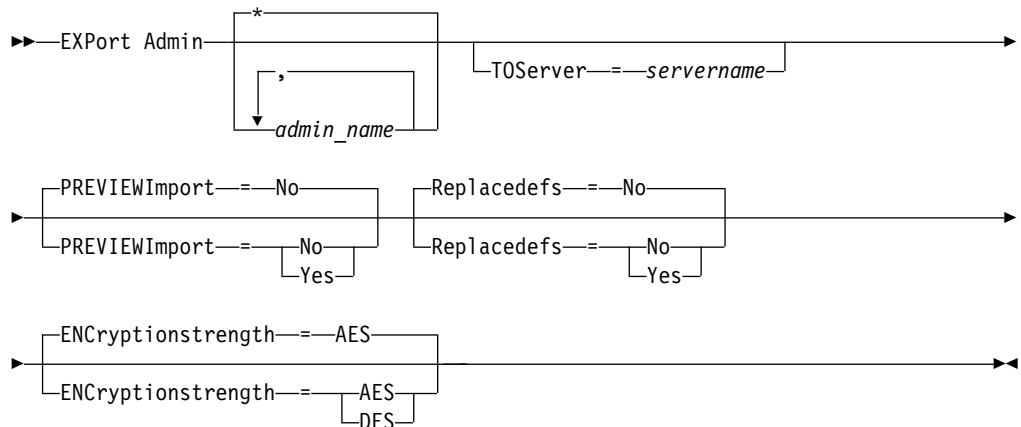 *
EXPort Admin
TOServer = servername
,
admin_name
PREVIEWImport = No
Replacedefs = No
PREVIEWImport = No
Yes
Replacedefs = No
Yes
ENCryptionstrength = AES
ENCryptionstrength = AES
DES